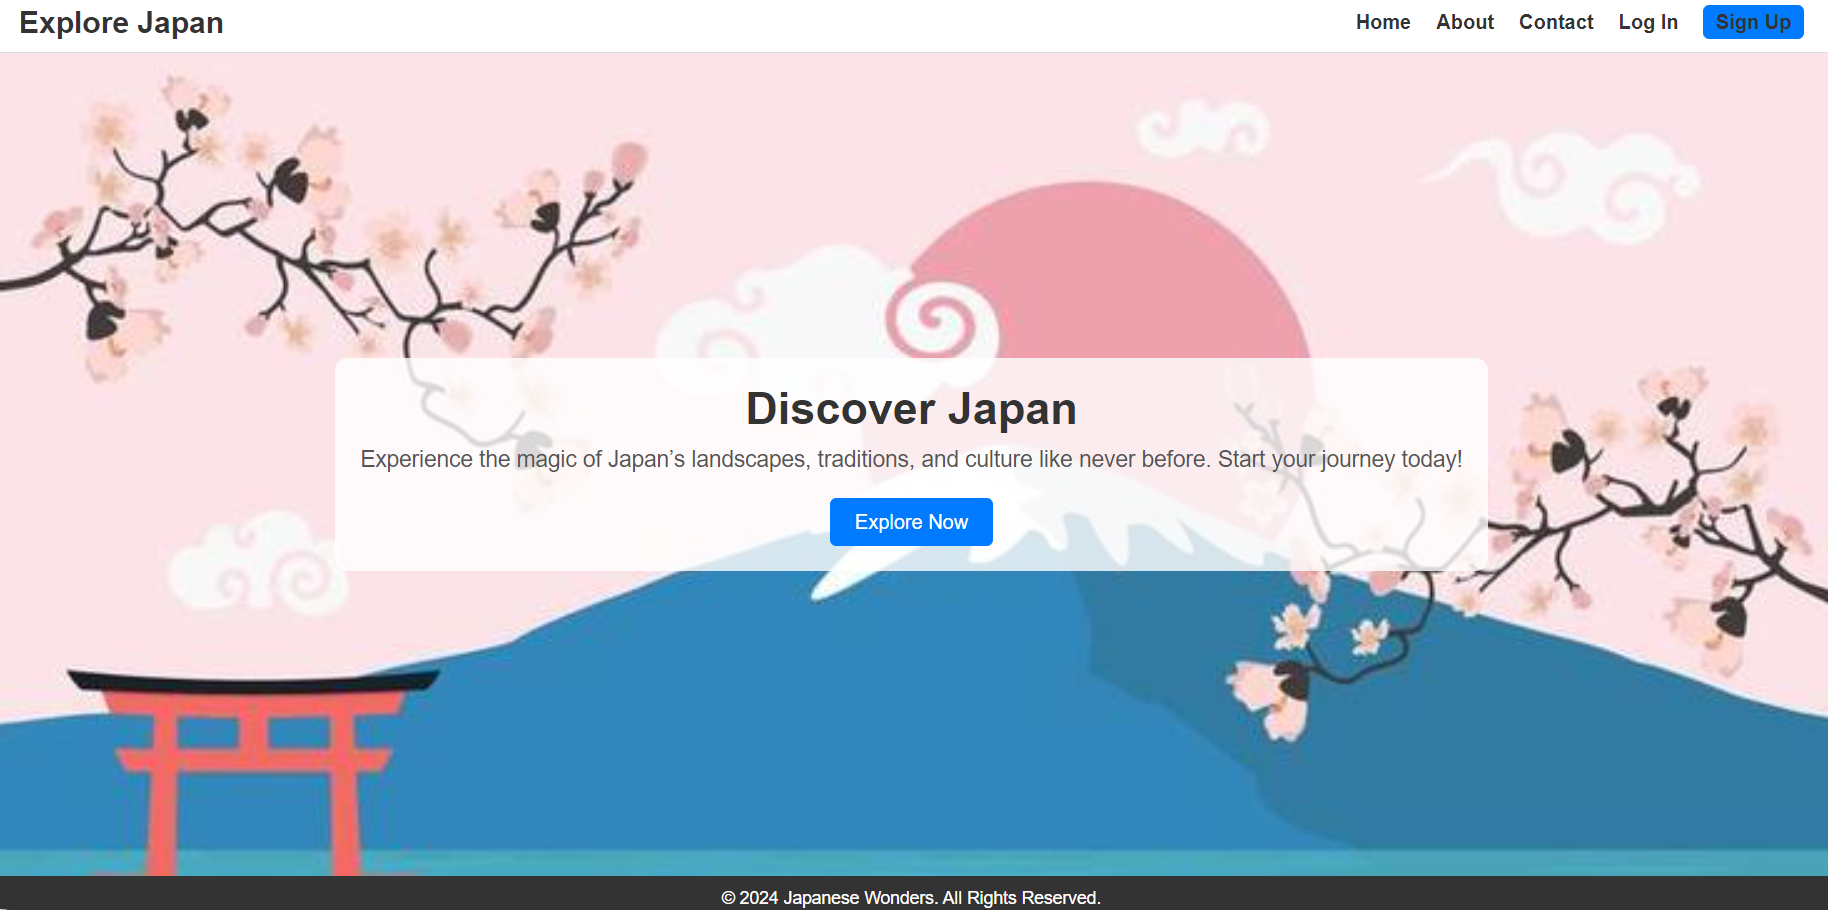 Explore Japan
Home About Contact Log In Sign Up
Discover Japan
Experience the magic of Japan’s landscapes, traditions, and culture like never before. Start your journey today!
Explore Now
© 2024 Japanese Wonders. All Rights Reserved.